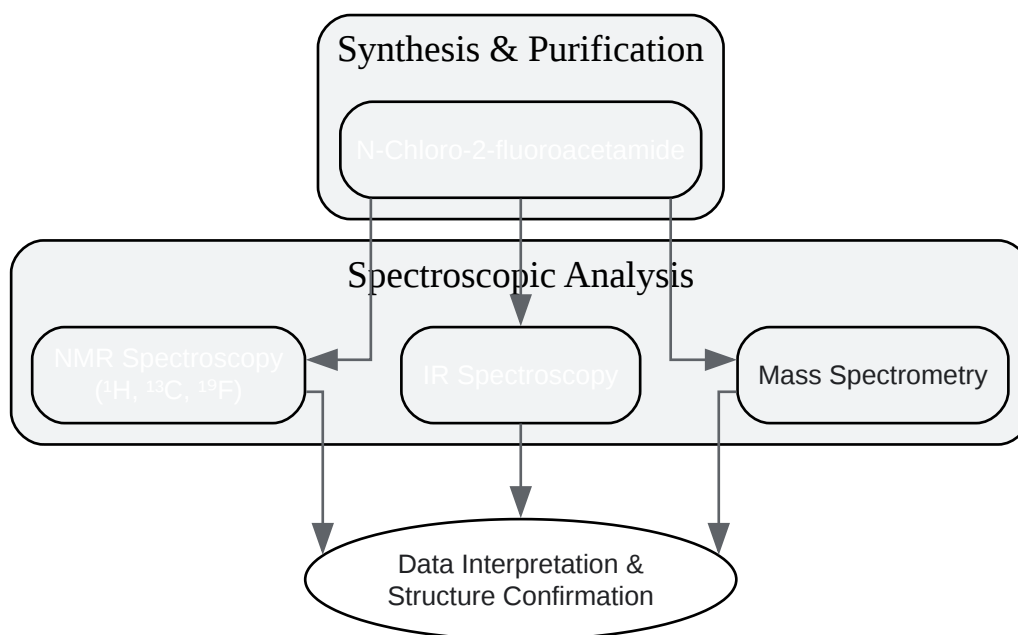 Synthesis & Purification
N-Chloro-2-fluoroacetamide
Spectroscopic Analysis
NMR Spectroscopy
(¹H, ¹³C, ¹⁹F)
IR Spectroscopy
Mass Spectrometry
Data Interpretation &
Structure Confirmation